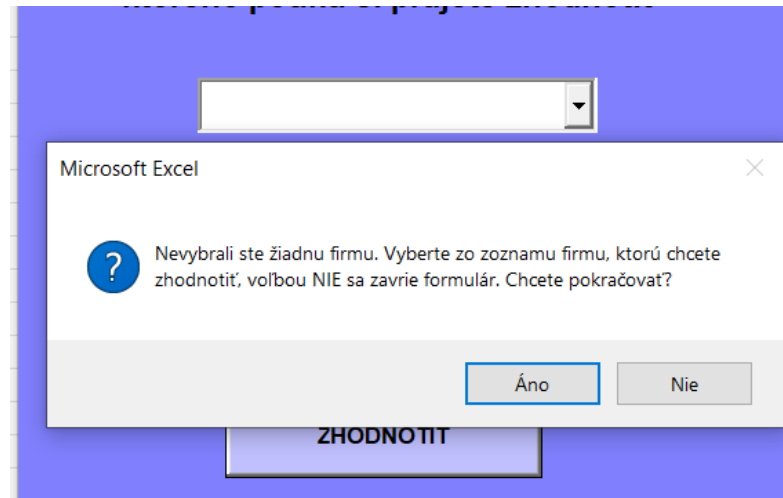 Microsoft Excel
Nevybrali ste žiadnu firmu. Vyberte zo zoznamu firmu, ktorú chcete
zhodnotiť, voľbou NIE sa zavrie formulár. Chcete pokračovať?
Áno
Nie
ZHODNOTIŤ